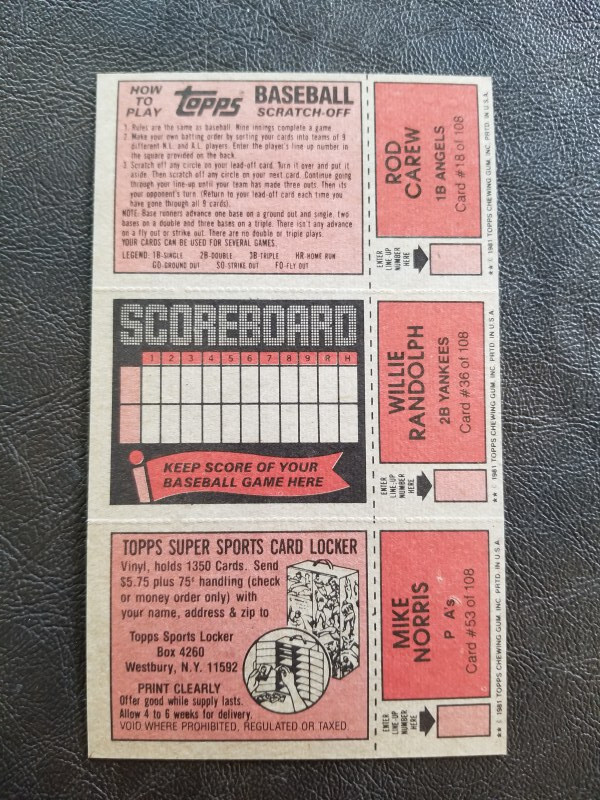 HOW TO PLAY
Topps BASEBALL
SCRATCH-OFF
1. Rules are the same as baseball. Nine innings complete a game.
2. Make your own batting order by sorting your cards into teams of 9
different N.L. and A.L. players. Enter the player's line up number in
the square provided on the back.
3. Scratch off any circle on your lead-off card. Turn it over and put it
aside. Then scratch off any circle on your next card. Continue going
through your line-up until your team has made three outs. Then its
your opponent's turn (Return to your lead-off card each time you
have gone through all 9 cards).
NOTE: Base runners advance one base on a ground out and single, two
bases on a double and three bases on a triple. There isn't any advance
on a fly out or strike out. There are no double or triple plays.
YOUR CARDS CAN BE USED FOR SEVERAL GAMES.
LEGEND: 1B-SINGLE 2B-DOUBLE 3B-TRIPLE HR-HOME RUN
GO-GROUND OUT SO-STRIKE OUT FO-FLY OUT
ROD
CAREW
1B ANGELS
Card #18 of 108
ENTER
LINE-UP
NUMBER
HERE
** © 1981 TOPPS CHEWING GUM, INC. PRTD. IN U.S.A.
SCOREBOARD
1 2 3 4 5 6 7 8 9 R H
KEEP SCORE OF YOUR
BASEBALL GAME HERE
WILLIE
RANDOLPH
2B YANKEES
Card #36 of 108
ENTER
LINE-UP
NUMBER
HERE
** © 1981 TOPPS CHEWING GUM, INC. PRTD. IN U.S.A.
TOPPS SUPER SPORTS CARD LOCKER
Vinyl, holds 1350 Cards. Send
$5.75 plus 75¢ handling (check
or money order only) with
your name, address & zip to
Topps Sports Locker
Box 4260
Westbury, N.Y. 11592
PRINT CLEARLY
Offer good while supply lasts.
Allow 4 to 6 weeks for delivery.
VOID WHERE PROHIBITED, REGULATED OR TAXED
MIKE
NORRIS
P A's
Card #53 of 108
ENTER
LINE-UP
NUMBER
HERE
** © 1981 TOPPS CHEWING GUM, INC. PRTD. IN U.S.A.